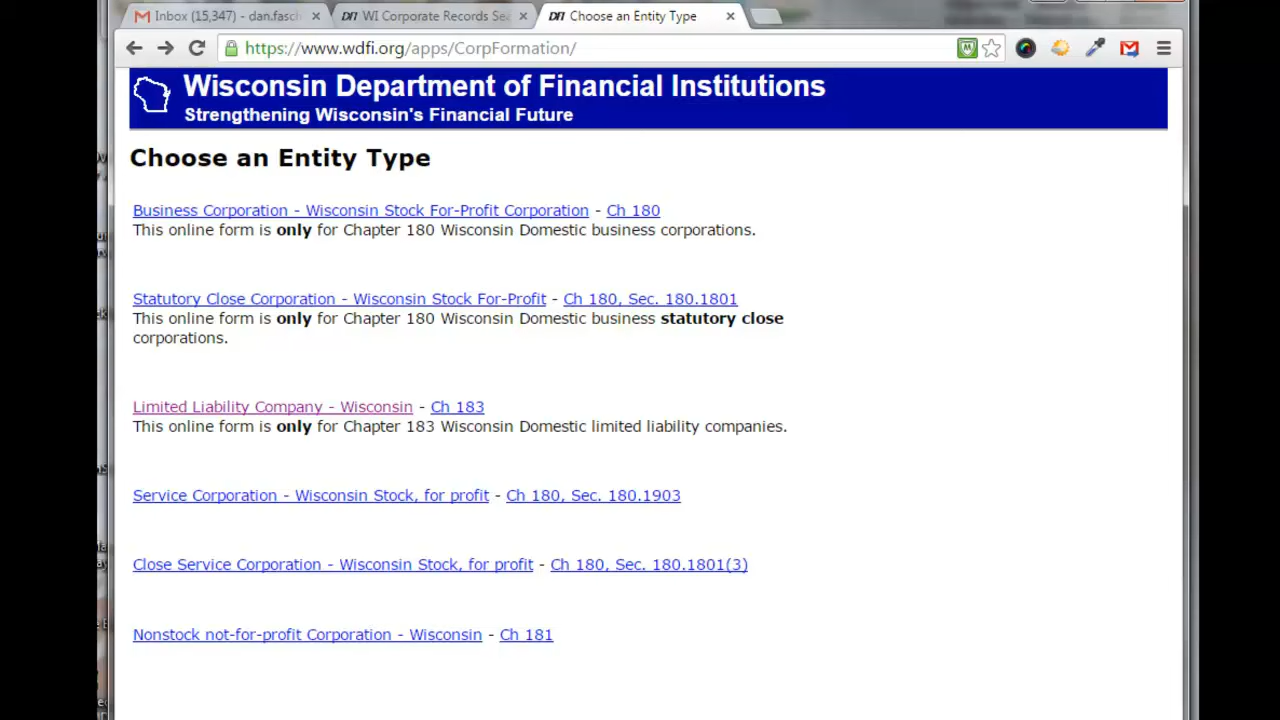 Inbox (15,347) - dan.fasch
WI Corporate Records Sea
Choose an Entity Type
https://www.wdfi.org/apps/CorpFormation/
Wisconsin Department of Financial Institutions
Strengthening Wisconsin's Financial Future
Choose an Entity Type
Business Corporation - Wisconsin Stock For-Profit Corporation - Ch 180
This online form is only for Chapter 180 Wisconsin Domestic business corporations.
Statutory Close Corporation - Wisconsin Stock For-Profit - Ch 180, Sec. 180.1801
This online form is only for Chapter 180 Wisconsin Domestic business statutory close
corporations.
Limited Liability Company - Wisconsin - Ch 183
This online form is only for Chapter 183 Wisconsin Domestic limited liability companies.
Service Corporation - Wisconsin Stock, for profit - Ch 180, Sec. 180.1903
Close Service Corporation - Wisconsin Stock, for profit - Ch 180, Sec. 180.1801(3)
Nonstock not-for-profit Corporation - Wisconsin - Ch 181